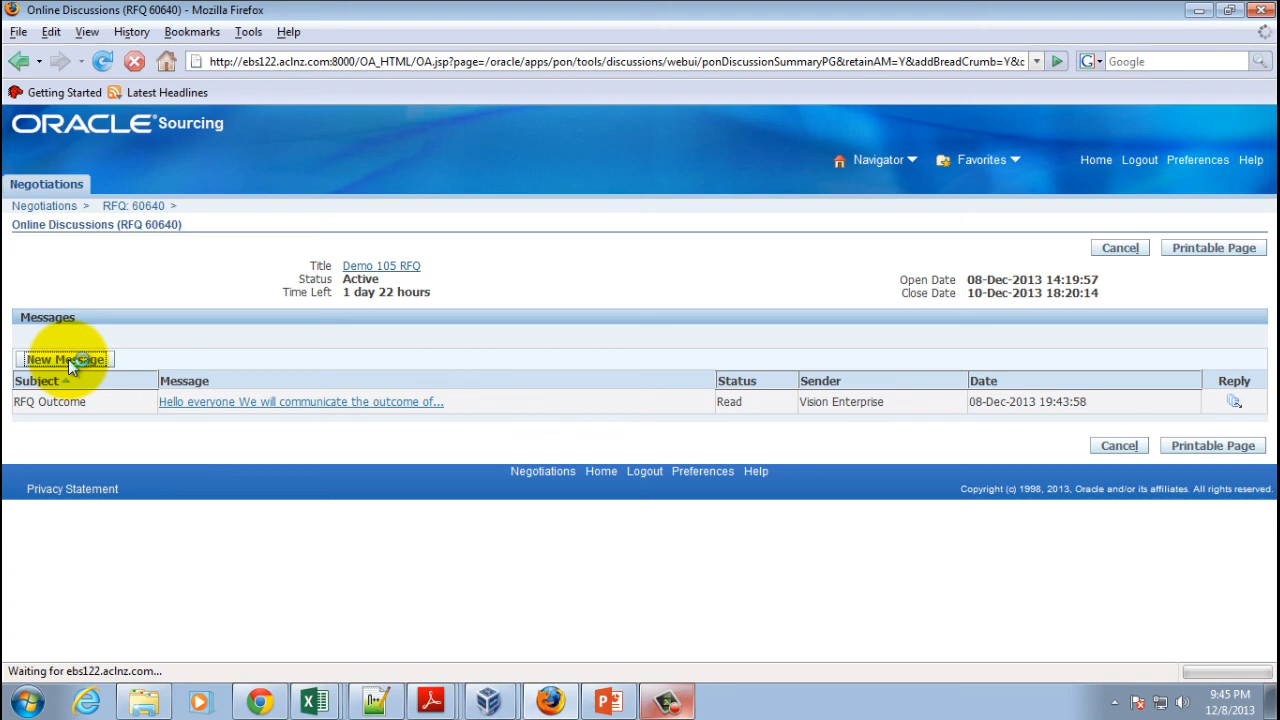 Online Discussions (RFQ 60640) - Mozilla Firefox
File Edit View History Bookmarks Tools Help
http://ebs122.aclnz.com:8000/OA_HTML/OA.jsp?page=/oracle/apps/pon/tools/discussions/webui/ponDiscussionSummaryPG&retainAM=Y&addBreadCrumb=Y&c
Google
Getting Started Latest Headlines
ORACLE Sourcing
Navigator Favorites Home Logout Preferences Help
Negotiations
Negotiations > RFQ: 60640 >
Online Discussions (RFQ 60640)
Cancel Printable Page
Title Demo 105 RFQ
Status Active
Time Left 1 day 22 hours
Open Date 08-Dec-2013 14:19:57
Close Date 10-Dec-2013 18:20:14
Messages
New Message
Subject Message Status Sender Date Reply
RFQ Outcome Hello everyone We will communicate the outcome of... Read Vision Enterprise 08-Dec-2013 19:43:58
Cancel Printable Page
Negotiations Home Logout Preferences Help
Privacy Statement
Copyright (c) 1998, 2013, Oracle and/or its affiliates. All rights reserved.
Waiting for ebs122.aclnz.com...
9:45 PM
12/8/2013